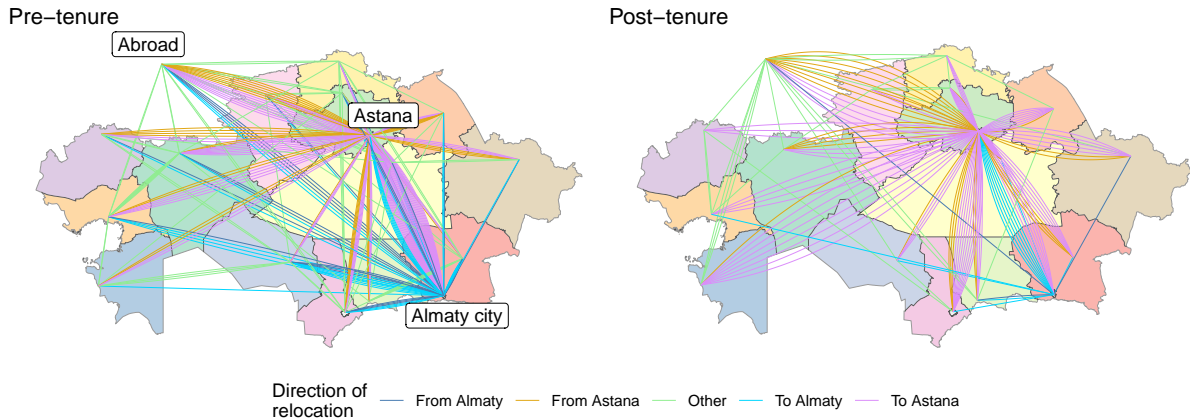 Pre−tenure
Post−tenure
Abroad
Astana
Almaty city
Direction of
relocation
From Almaty
From Astana
Other
To Almaty
To Astana